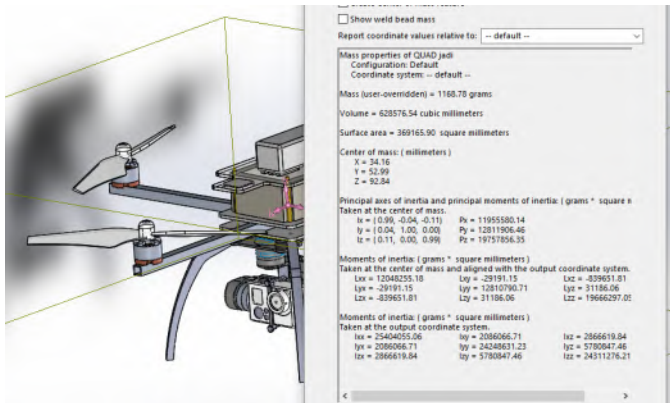 Show weld bead mass
Report coordinate values relative to: -- default --
Mass properties of QUAD jadi
Configuration: Default
Coordinate system: -- default --
Mass (user-overridden) = 1168.78 grams
Volume = 628576.54 cubic millimeters
Surface area = 369165.90 square millimeters
Center of mass: ( millimeters )
X = 34.16
Y = 52.99
Z = 92.84
Principal axes of inertia and principal moments of inertia: ( grams * square m
Taken at the center of mass.
Ix = ( 0.99, -0.04, -0.11) Px = 11955580.14
Iy = ( 0.04, 1.00, 0.00) Py = 12811906.46
Iz = ( 0.11, 0.00, 0.99) Pz = 19757856.35
Moments of inertia: ( grams * square millimeters )
Taken at the center of mass and aligned with the output coordinate system.
Lxx = 12048255.18 Lxy = -29191.15 Lxz = -839651.81
Lyx = -29191.15 Lyy = 12810790.71 Lyz = 31186.06
Lzx = -839651.81 Lzy = 31186.06 Lzz = 19666297.05
Moments of inertia: ( grams * square millimeters )
Taken at the output coordinate system.
Ixx = 25404055.06 Ixy = 2086066.71 Ixz = 2866619.84
Iyx = 2086066.71 Iyy = 24248631.23 Iyz = 5780847.46
Izx = 2866619.84 Izy = 5780847.46 Izz = 24311276.21